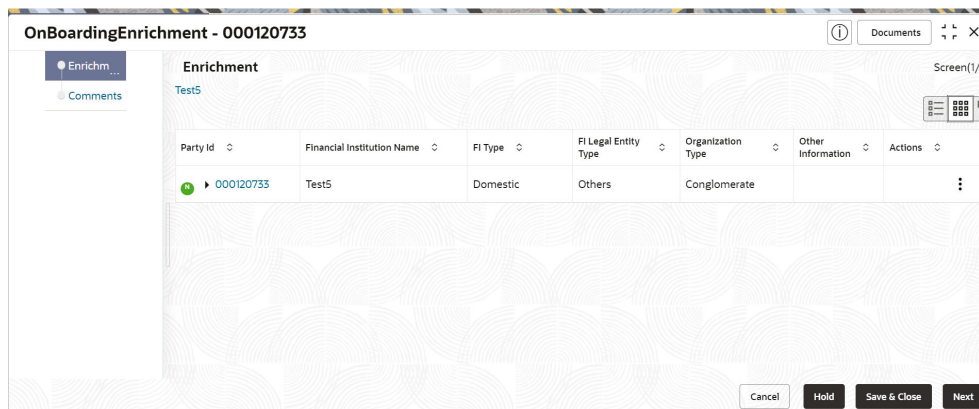 OnBoardingEnrichment - 000120733
Documents
Enrichm...
Comments
Enrichment
Screen(1/
Test5
Party Id
Financial Institution Name
FI Type
FI Legal Entity Type
Organization Type
Other Information
Actions
N
000120733
Test5
Domestic
Others
Conglomerate
Cancel
Hold
Save & Close
Next